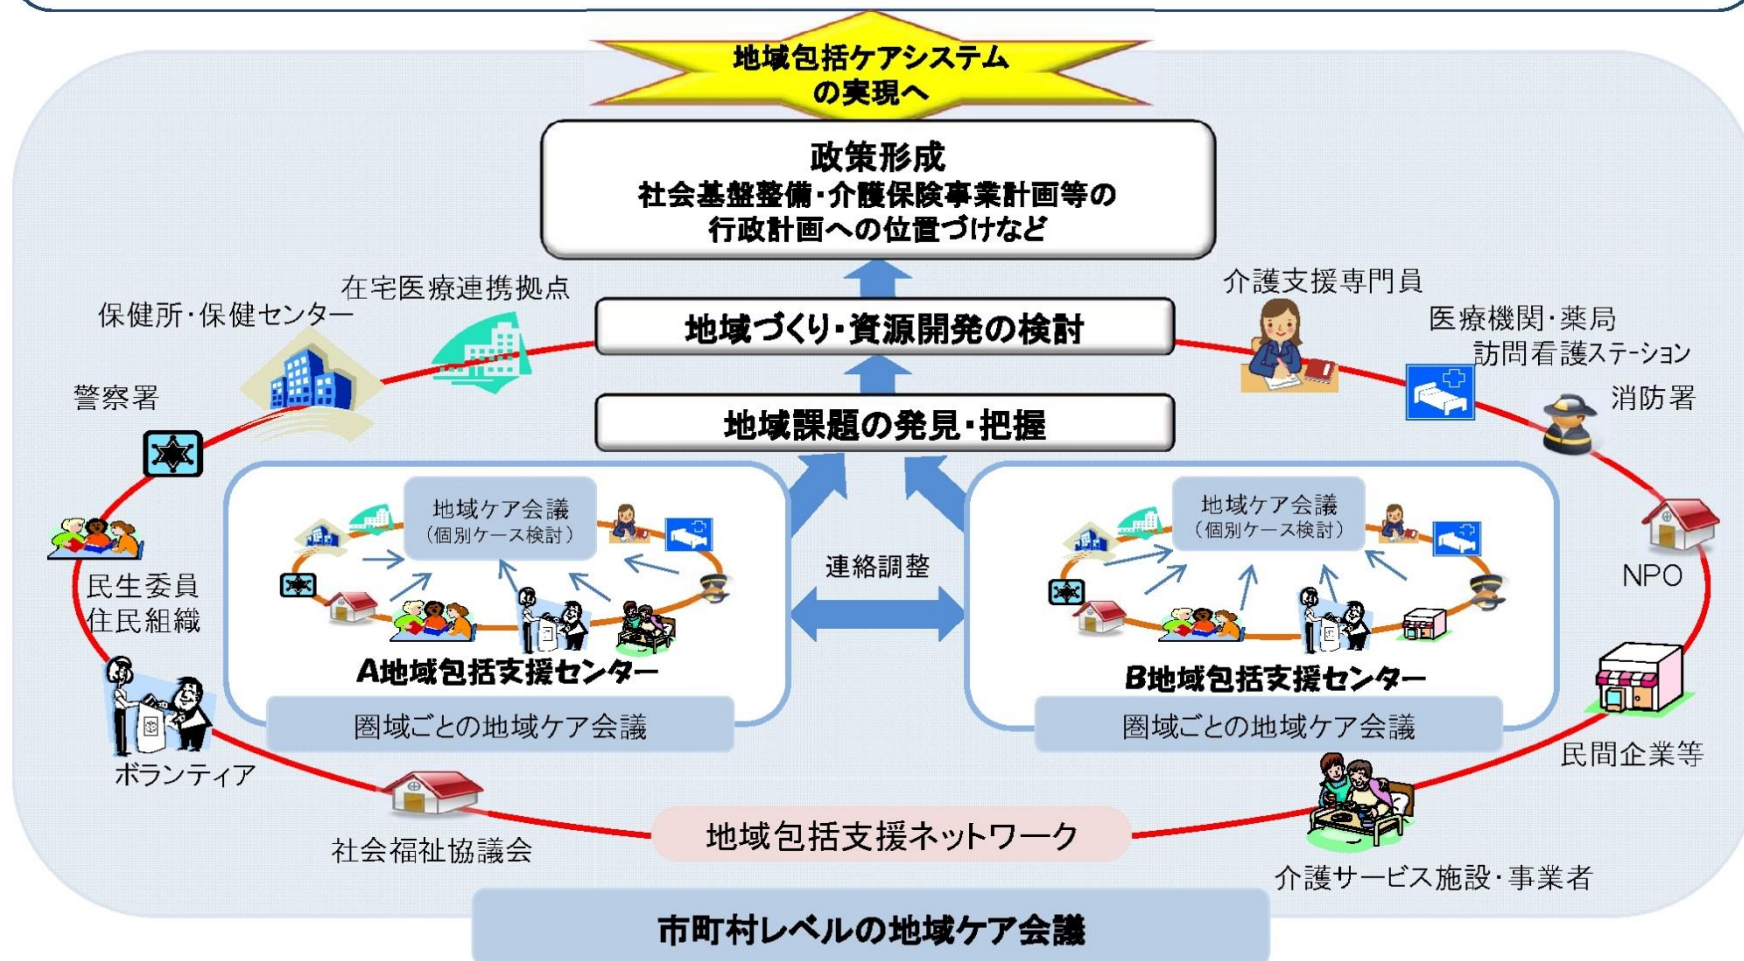 地域包括ケアシステム
の実現へ
政策形成
社会基盤整備・介護保険事業計画等の
行政計画への位置づけなど
地域づくり・資源開発の検討
地域課題の発見・把握
在宅医療連携拠点
保健所・保健センター
警察署
民生委員
住民組織
ボランティア
社会福祉協議会
介護支援専門員
医療機関・薬局
訪問看護ステーション
消防署
NPO
民間企業等
介護サービス施設・事業者
地域ケア会議
（個別ケース検討）
A地域包括支援センター
圏域ごとの地域ケア会議
連絡調整
地域ケア会議
（個別ケース検討）
B地域包括支援センター
圏域ごとの地域ケア会議
地域包括支援ネットワーク
市町村レベルの地域ケア会議